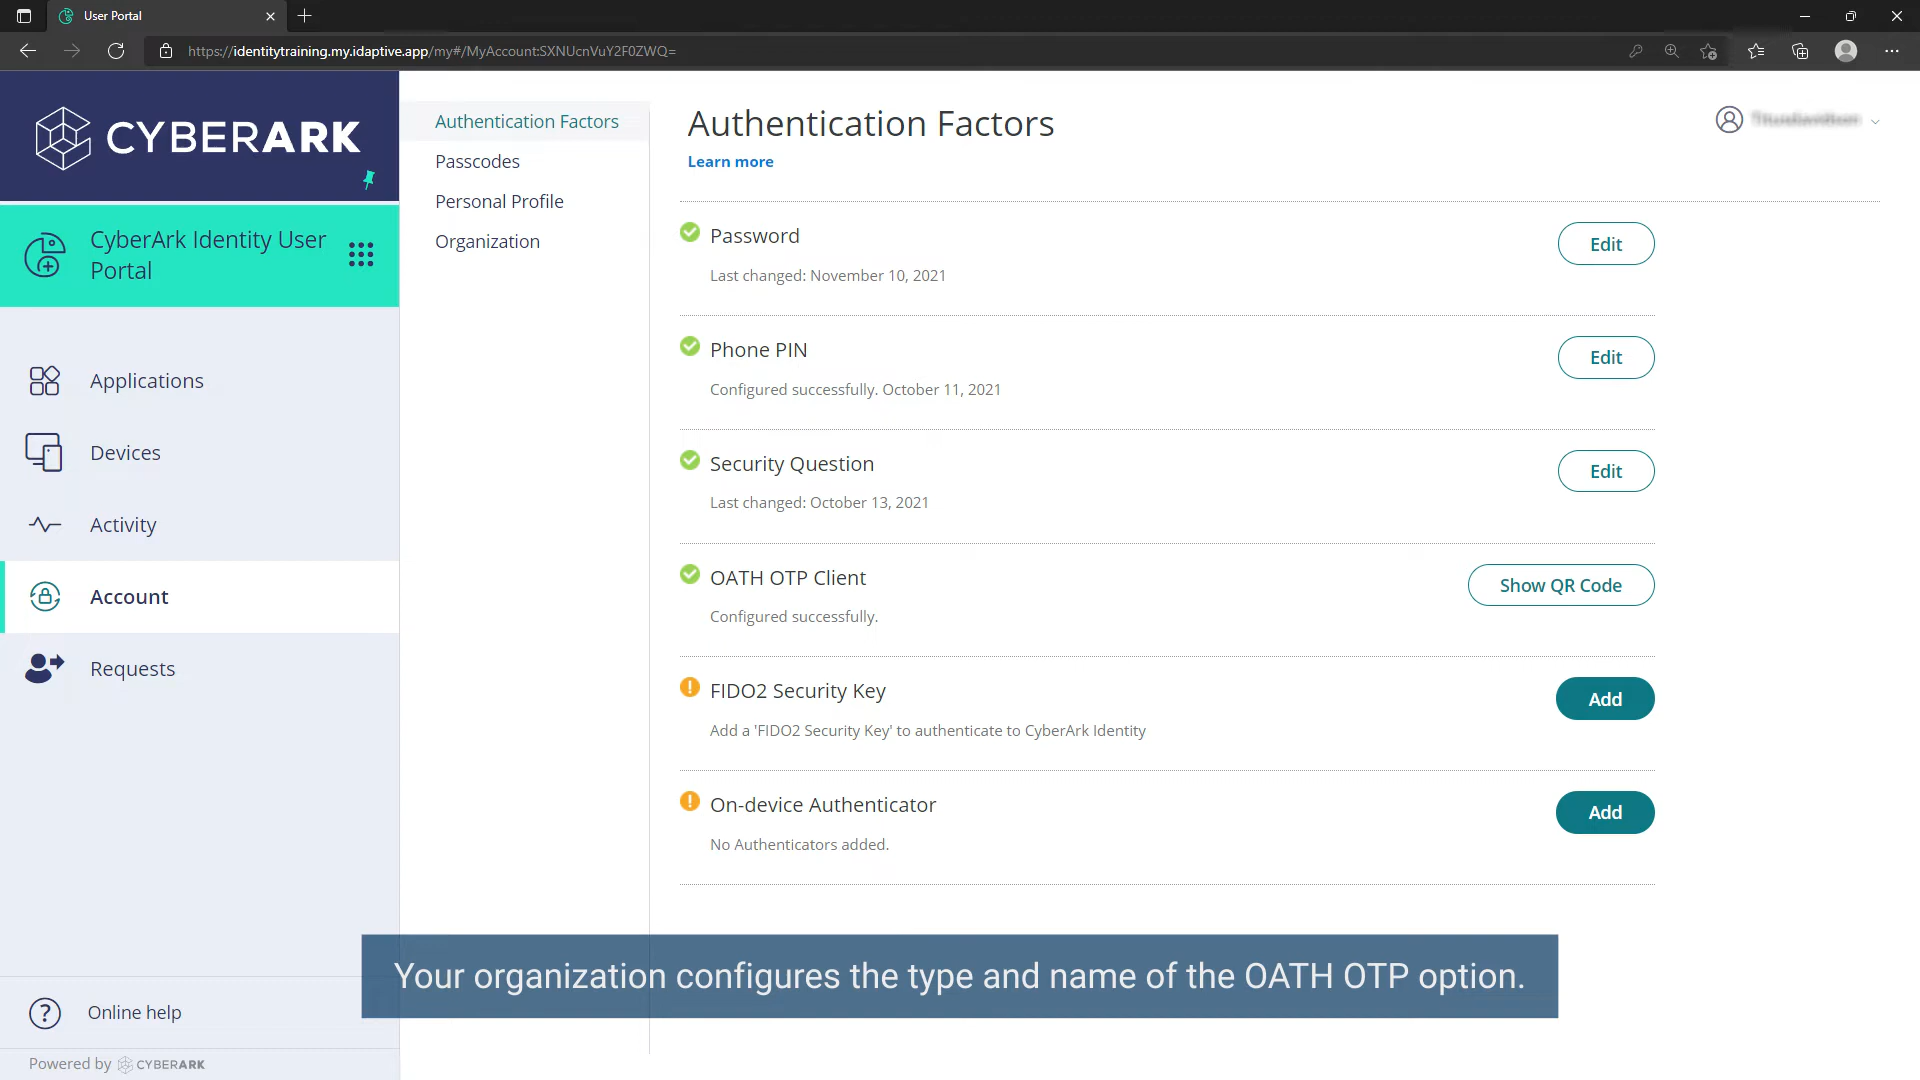 User Portal
https://identitytraining.my.idaptive.app/my#/MyAccount:SXNUcnVuY2F0ZWQ=
CYBERARK
CyberArk Identity User
Portal
Applications
Devices
Activity
Account
Requests
Online help
Powered by CYBERARK
Authentication Factors
Passcodes
Personal Profile
Organization
Authentication Factors
Learn more
Password
Last changed: November 10, 2021
Edit
Phone PIN
Configured successfully. October 11, 2021
Edit
Security Question
Last changed: October 13, 2021
Edit
OATH OTP Client
Configured successfully.
Show QR Code
FIDO2 Security Key
Add a 'FIDO2 Security Key' to authenticate to CyberArk Identity
Add
On-device Authenticator
No Authenticators added.
Add
Your organization configures the type and name of the OATH OTP option.